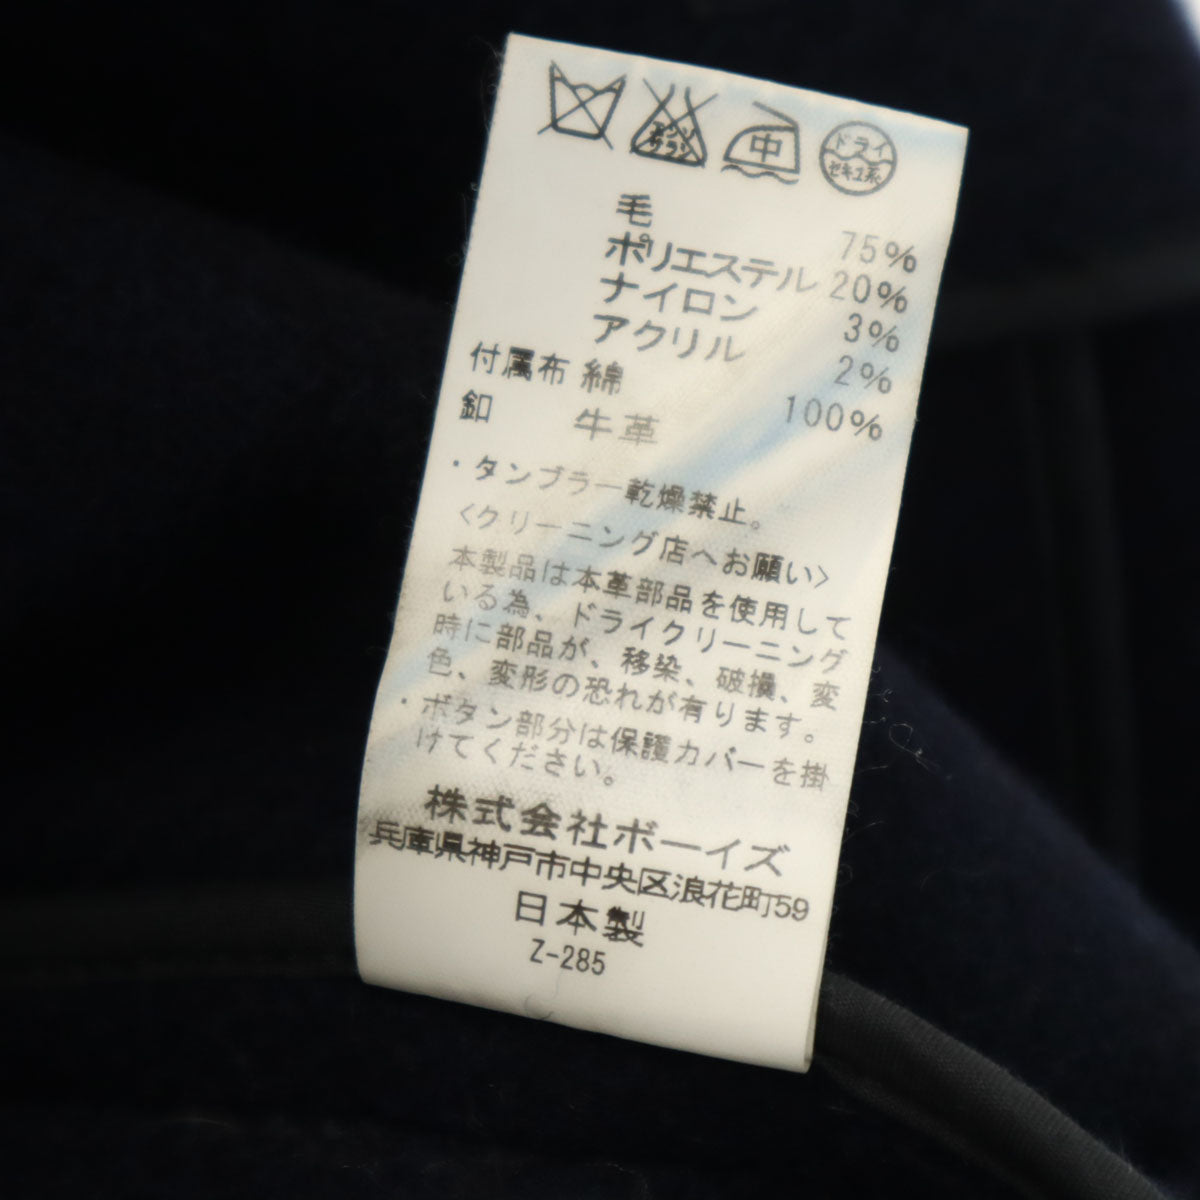 エンソ
サラシ
中
ドライ
セキユ系
毛 75%
ポリエステル 20%
ナイロン 3%
アクリル 2%
付属布 綿 100%
釦 牛革
・タンブラー乾燥禁止。
<クリーニング店へお願い>
本製品は本革部品を使用して
いる為、ドライクリーニング
時に部品が、移染、破損、変
色、変形の恐れが有ります。
・ボタン部分は保護カバーを掛
けてください。
株式会社ボーイズ
兵庫県神戸市中央区浪花町59
日本製
Z-285